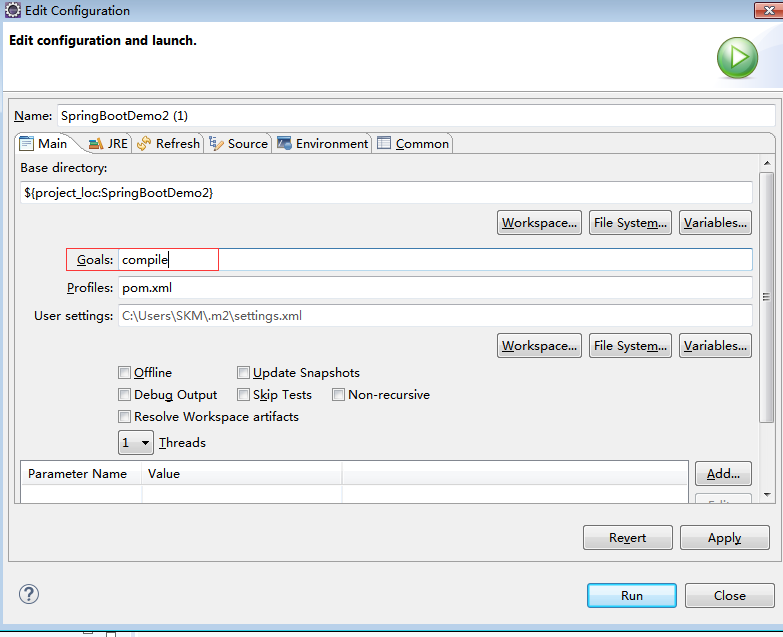 Edit Configuration
Edit configuration and launch.
Name: SpringBootDemo2 (1)
Main JRE Refresh Source Environment Common
Base directory:
${project_loc:SpringBootDemo2}
Workspace... File System... Variables...
Goals: compile
Profiles: pom.xml
User settings: C:\Users\SKM\.m2\settings.xml
Workspace... File System... Variables...
Offline Update Snapshots
Debug Output Skip Tests Non-recursive
Resolve Workspace artifacts
1 Threads
Parameter Name Value Add...
Revert Apply
? Run Close